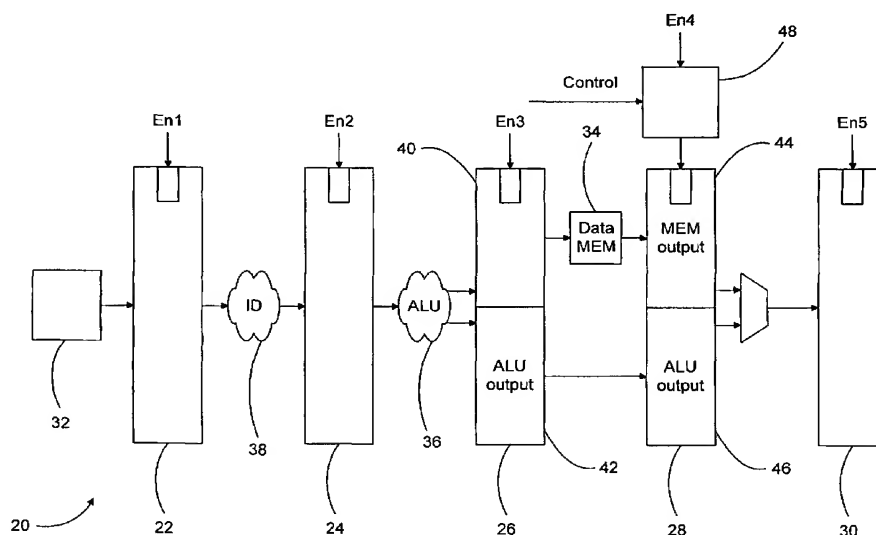 En4
48
Control
En1
En2
En3
34
44
En5
40
Data
MEM
MEM
output
ID
ALU
ALU
output
ALU
output
32
38
36
42
46
20
22
24
26
28
30